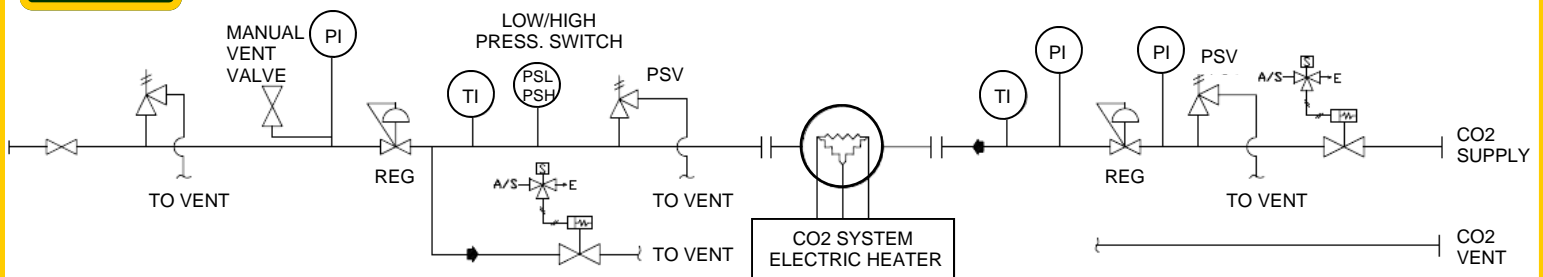 MANUAL
VENT
VALVE
PI
LOW/HIGH
PRESS. SWITCH
TI
PSL
PSH
PSV
REG
TO VENT
A/S
S
E
TO VENT
TO VENT
CO2 SYSTEM
ELECTRIC HEATER
TI
PI
PI
PSV
S
A/S
E
REG
TO VENT
CO2
SUPPLY
CO2
VENT